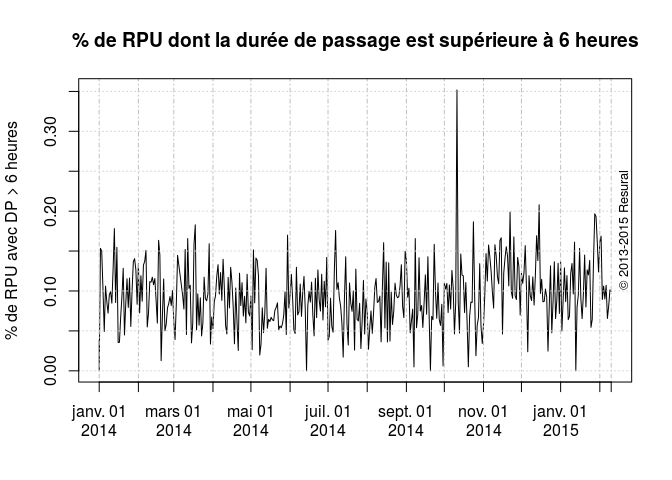 % de RPU dont la durée de passage est supérieure à 6 heures
% de RPU avec DP > 6 heures
0.30
0.20
0.10
0.00
© 2013-2015 Resural
janv. 01 mars 01 mai 01 juil. 01 sept. 01 nov. 01 janv. 01
2014 2014 2014 2014 2014 2014 2015